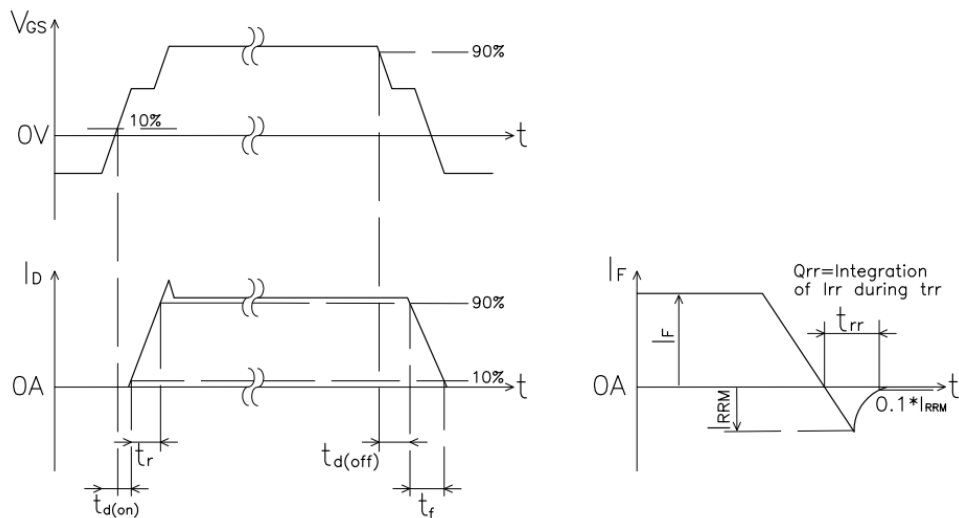 VGS
90%
10%
0V
t
ID
90%
0A
10%
t
tr
td(off)
td(on)
tf
IF
Qrr=Integration
of Irr during trr
trr
IF
0A
t
IRRM
0.1*IRRM